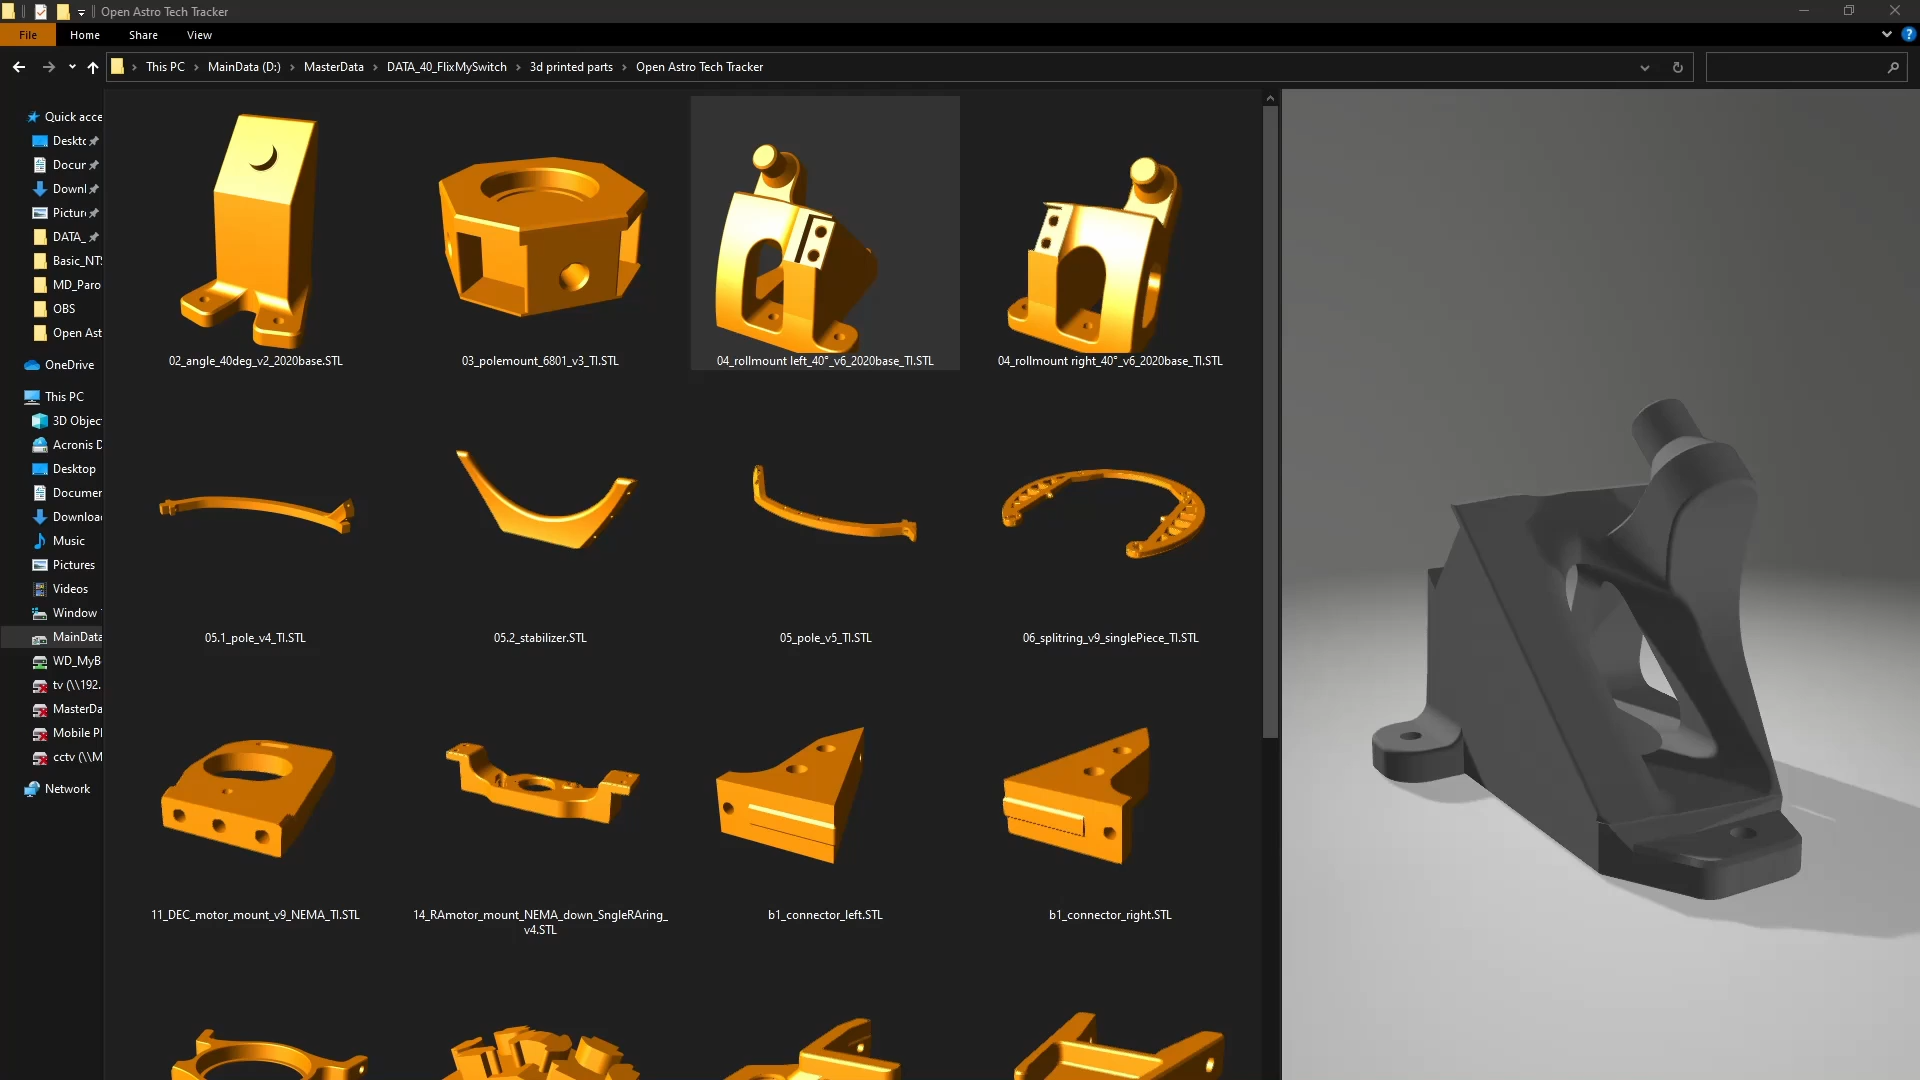 Open Astro Tech Tracker
File Home Share View
This PC MainData (D:) MasterData DATA_40_FlixMySwitch 3d printed parts Open Astro Tech Tracker
Quick acce
Deskto
Docur
Downl
Pictur
DATA_
Basic_NT
MD_Paro
OBS
Open Ast
OneDrive
This PC
3D Objec
Acronis D
Desktop
Documer
Downloa
Music
Pictures
Videos
Window
MainData
WD_MyB
tv (\\192.
MasterDa
Mobile Pl
cctv (\\M
Network
02_angle_40deg_v2_2020base.STL
03_polemount_6801_v3_TI.STL
04_rollmount left_40°_v6_2020base_TI.STL
04_rollmount right_40°_v6_2020base_TI.STL
05.1_pole_v4_TI.STL
05.2_stabilizer.STL
05_pole_v5_TI.STL
06_splitring_v9_singlePiece_TI.STL
11_DEC_motor_mount_v9_NEMA_TI.STL
14_RAmotor_mount_NEMA_down_SngleRAring_
v4.STL
b1_connector_left.STL
b1_connector_right.STL